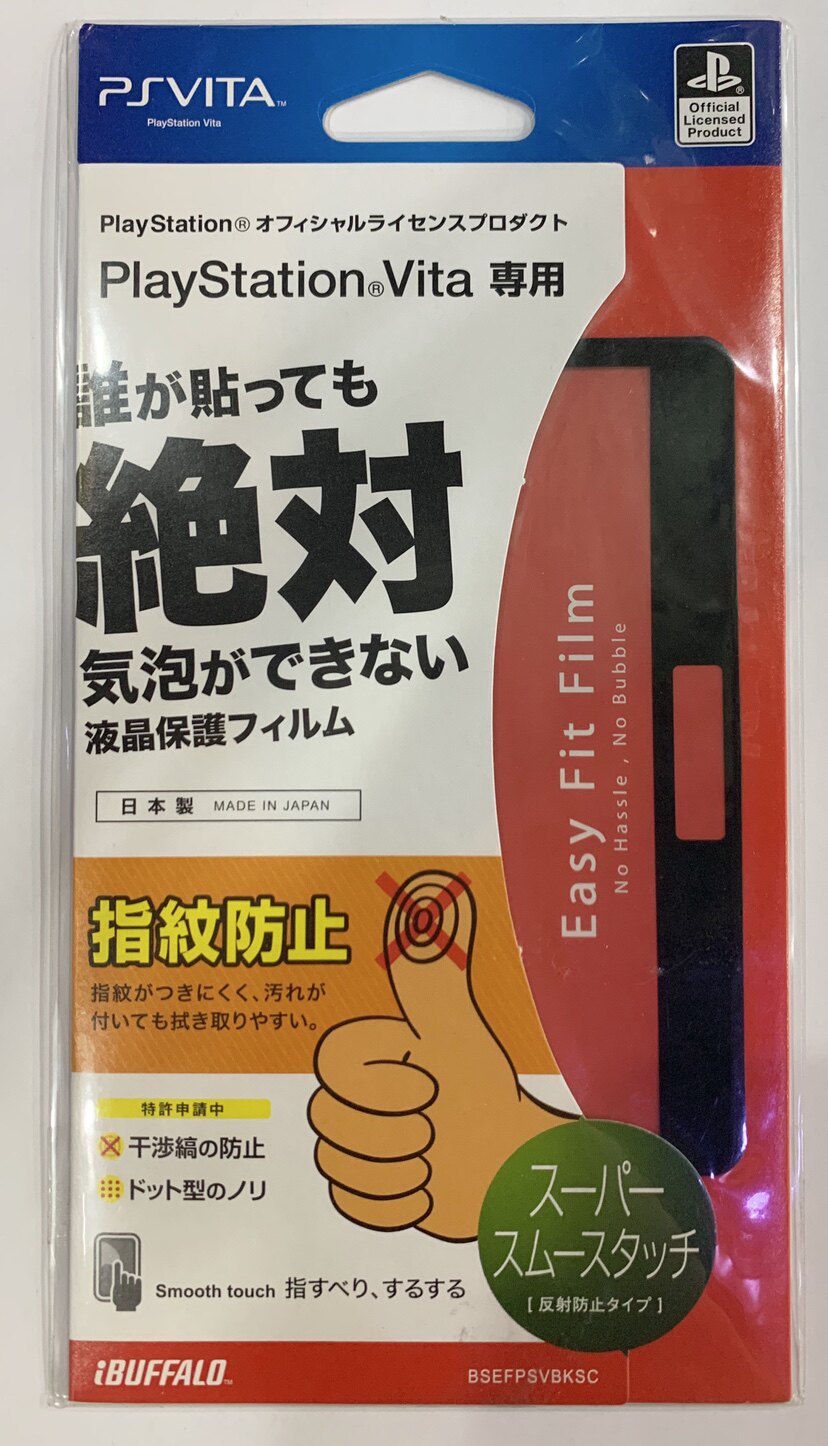 PSVITA™
PlayStation Vita
Official
Licensed
Product
PlayStation®オフィシャルライセンスプロダクト
PlayStation®Vita 専用
誰が貼っても
絶対
気泡ができない
液晶保護フィルム
日本製 MADE IN JAPAN
Easy Fit Film
No Hassle , No Bubble
指紋防止
指紋がつきにくく、汚れが
付いても拭き取りやすい。
特許申請中
干渉縞の防止
ドット型のノリ
Smooth touch 指すべり、するする
スーパー
スムースタッチ
[ 反射防止タイプ ]
iBUFFALO™
BSEFPSVBKSC